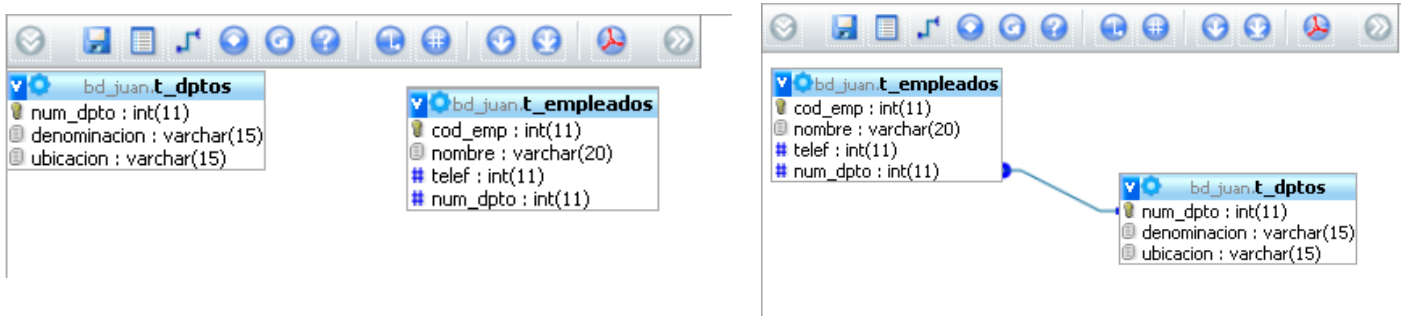 bd_juan.t_dptos
num_dpto : int(11)
denominacion : varchar(15)
ubicacion : varchar(15)
bd_juan.t_empleados
cod_emp : int(11)
nombre : varchar(20)
telef : int(11)
num_dpto : int(11)
bd_juan.t_empleados
cod_emp : int(11)
nombre : varchar(20)
telef : int(11)
num_dpto : int(11)
bd_juan.t_dptos
num_dpto : int(11)
denominacion : varchar(15)
ubicacion : varchar(15)